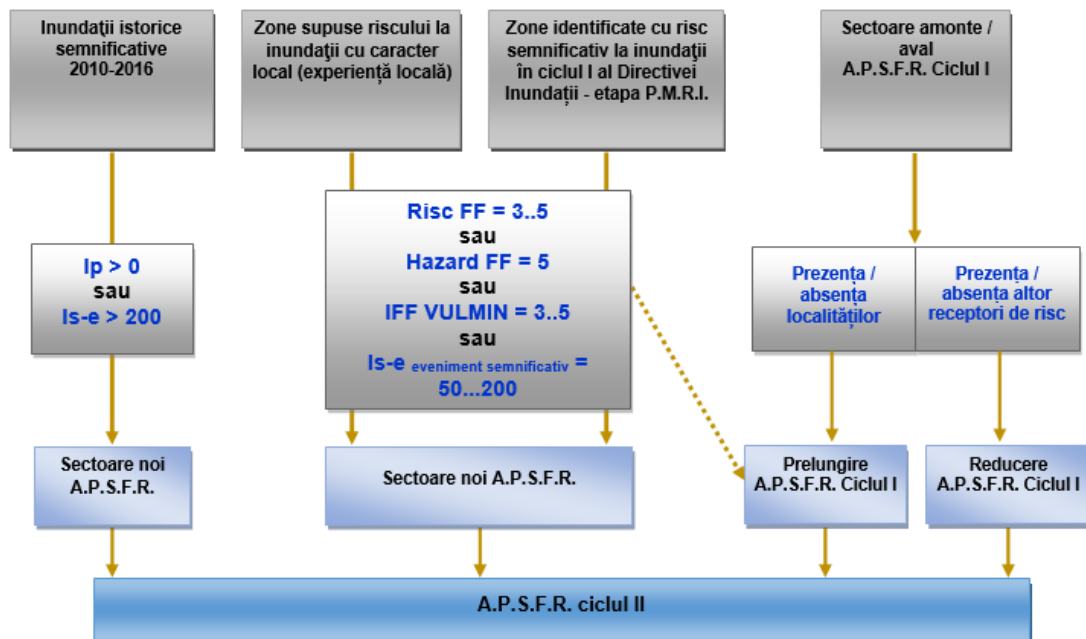 Inundații istorice
semnificative
2010-2016
Zone supuse riscului la
inundații cu caracter
local (experiență locală)
Zone identificate cu risc
semnificativ la inundații
în ciclul I al Directivei
Inundații - etapa P.M.R.I.
Sectoare amonte /
aval
A.P.S.F.R. Ciclul I
Ip > 0
sau
Is-e > 200
Risc FF = 3..5
sau
Hazard FF = 5
sau
IFF VULMIN = 3..5
sau
Is-e eveniment semnificativ =
50...200
Prezența /
absența
localităților
Prezența /
absența altor
receptori de risc
Sectoare noi
A.P.S.F.R.
Sectoare noi A.P.S.F.R.
Prelungire
A.P.S.F.R. Ciclul I
Reducere
A.P.S.F.R. Ciclul I
A.P.S.F.R. ciclul II